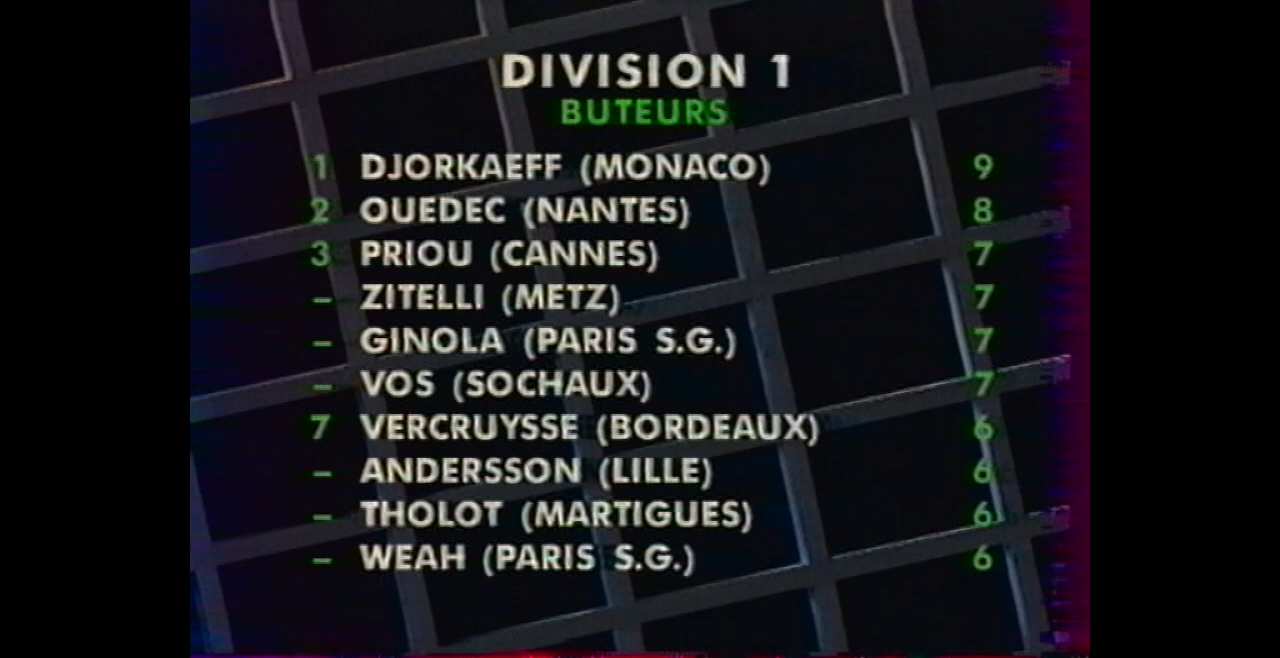 DIVISION 1
BUTEURS
1 DJORKAEFF (MONACO) 9
2 OUEDEC (NANTES) 8
3 PRIOU (CANNES) 7
– ZITELLI (METZ) 7
– GINOLA (PARIS S.G.) 7
– VOS (SOCHAUX) 7
7 VERCRUYSSE (BORDEAUX) 6
– ANDERSSON (LILLE) 6
– THOLOT (MARTIGUES) 6
– WEAH (PARIS S.G.) 6